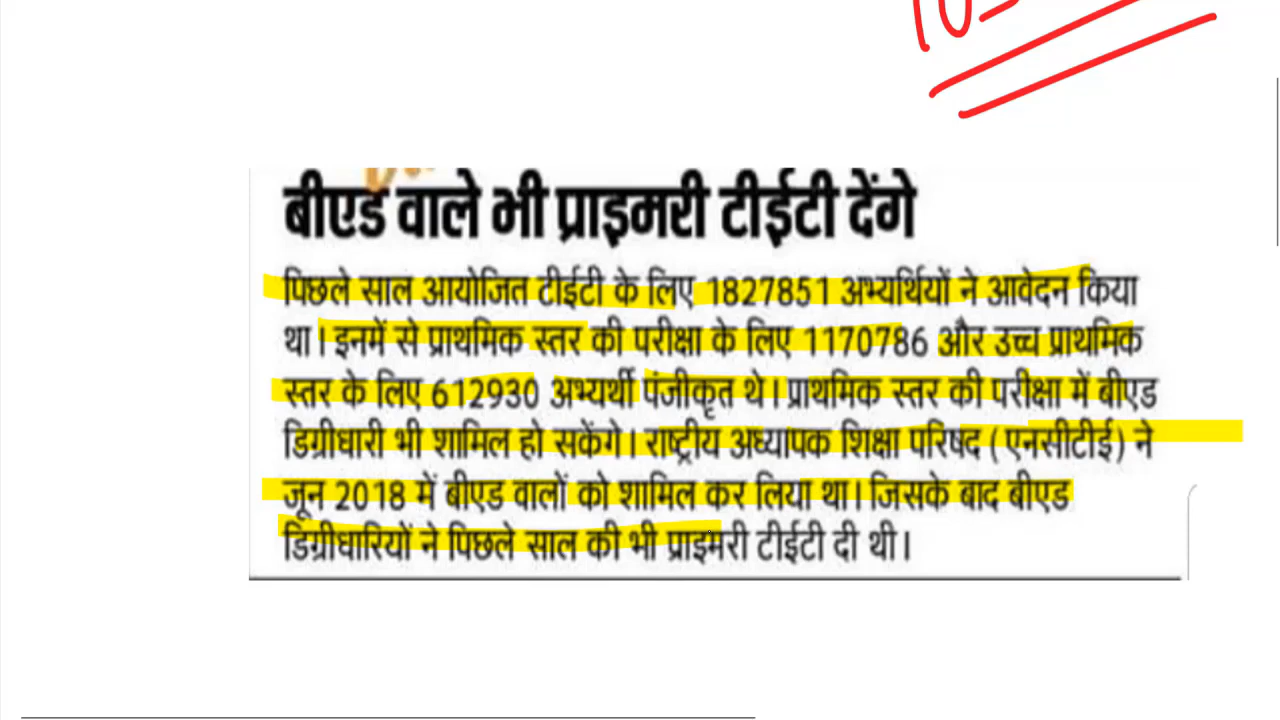 बीएड वाले भी प्राइमरी टीईटी देंगे
पिछले साल आयोजित टीईटी के लिए 1827851 अभ्यर्थियों ने आवेदन किया
था। इनमें से प्राथमिक स्तर की परीक्षा के लिए 1170786 और उच्च प्राथमिक
स्तर के लिए 612930 अभ्यर्थी पंजीकृत थे। प्राथमिक स्तर की परीक्षा में बीएड
डिग्रीधारी भी शामिल हो सकेंगे। राष्ट्रीय अध्यापक शिक्षा परिषद (एनसीटीई) ने
जून 2018 में बीएड वालों को शामिल कर लिया था। जिसके बाद बीएड
डिग्रीधारियों ने पिछले साल की भी प्राइमरी टीईटी दी थी।